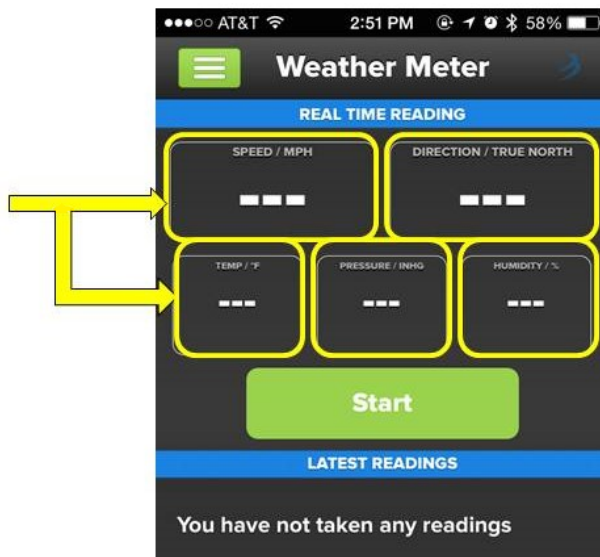 AT&T 2:51 PM 58%
Weather Meter
REAL TIME READING
SPEED / MPH DIRECTION / TRUE NORTH
--- ---
TEMP / °F PRESSURE / INHG HUMIDITY / %
--- --- ---
Start
LATEST READINGS
You have not taken any readings